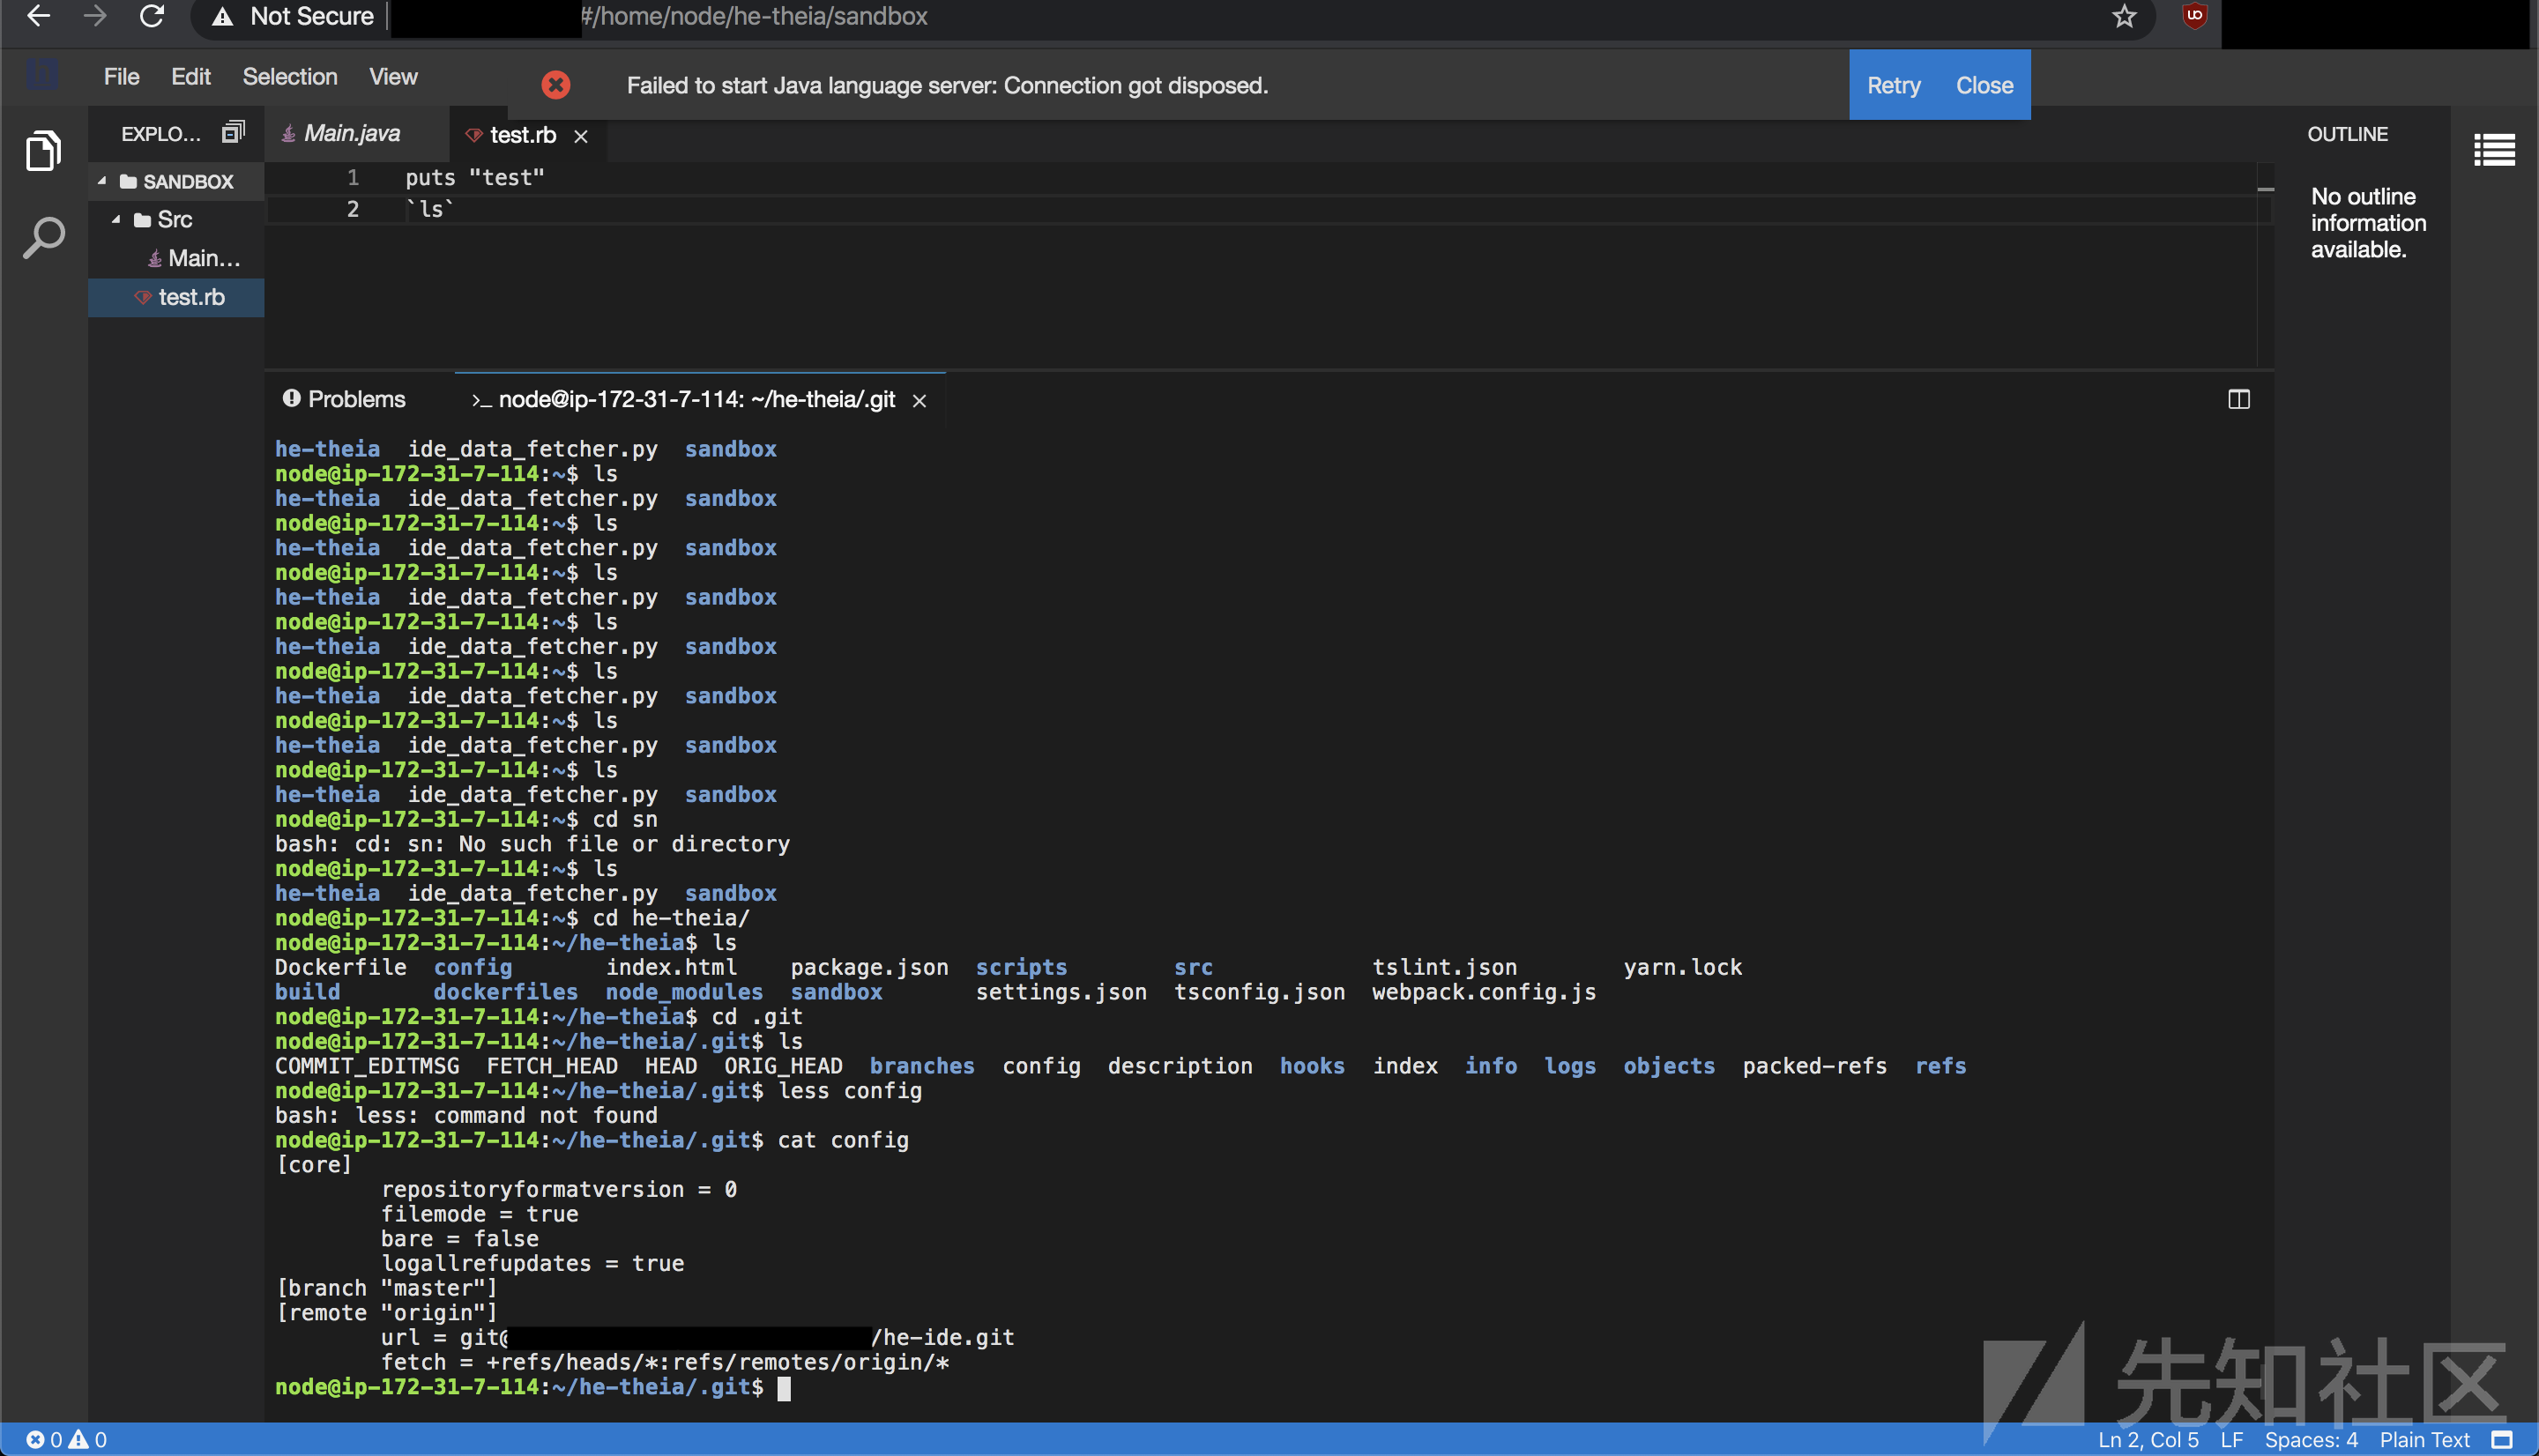 Not Secure #/home/node/he-theia/sandbox
File Edit Selection View
Failed to start Java language server: Connection got disposed.
Retry Close
EXPLO... Main.java test.rb
OUTLINE
SANDBOX
Src
Main...
test.rb
1 puts "test"
2 `ls`
No outline
information
available.
Problems >_ node@ip-172-31-7-114: ~/he-theia/.git
he-theia ide_data_fetcher.py sandbox
node@ip-172-31-7-114:~$ ls
he-theia ide_data_fetcher.py sandbox
node@ip-172-31-7-114:~$ ls
he-theia ide_data_fetcher.py sandbox
node@ip-172-31-7-114:~$ ls
he-theia ide_data_fetcher.py sandbox
node@ip-172-31-7-114:~$ ls
he-theia ide_data_fetcher.py sandbox
node@ip-172-31-7-114:~$ ls
he-theia ide_data_fetcher.py sandbox
node@ip-172-31-7-114:~$ ls
he-theia ide_data_fetcher.py sandbox
node@ip-172-31-7-114:~$ ls
he-theia ide_data_fetcher.py sandbox
node@ip-172-31-7-114:~$ cd sn
bash: cd: sn: No such file or directory
node@ip-172-31-7-114:~$ ls
he-theia ide_data_fetcher.py sandbox
node@ip-172-31-7-114:~$ cd he-theia/
node@ip-172-31-7-114:~/he-theia$ ls
Dockerfile config index.html package.json scripts src tslint.json yarn.lock
build dockerfiles node_modules sandbox settings.json tsconfig.json webpack.config.js
node@ip-172-31-7-114:~/he-theia$ cd .git
node@ip-172-31-7-114:~/he-theia/.git$ ls
COMMIT_EDITMSG FETCH_HEAD HEAD ORIG_HEAD branches config description hooks index info logs objects packed-refs refs
node@ip-172-31-7-114:~/he-theia/.git$ less config
bash: less: command not found
node@ip-172-31-7-114:~/he-theia/.git$ cat config
[core]
repositoryformatversion = 0
filemode = true
bare = false
logallrefupdates = true
[branch "master"]
[remote "origin"]
url = git@ /he-ide.git
fetch = +refs/heads/*:refs/remotes/origin/*
node@ip-172-31-7-114:~/he-theia/.git$
先知社区
0 0 Ln 2, Col 5 LF Spaces: 4 Plain Text